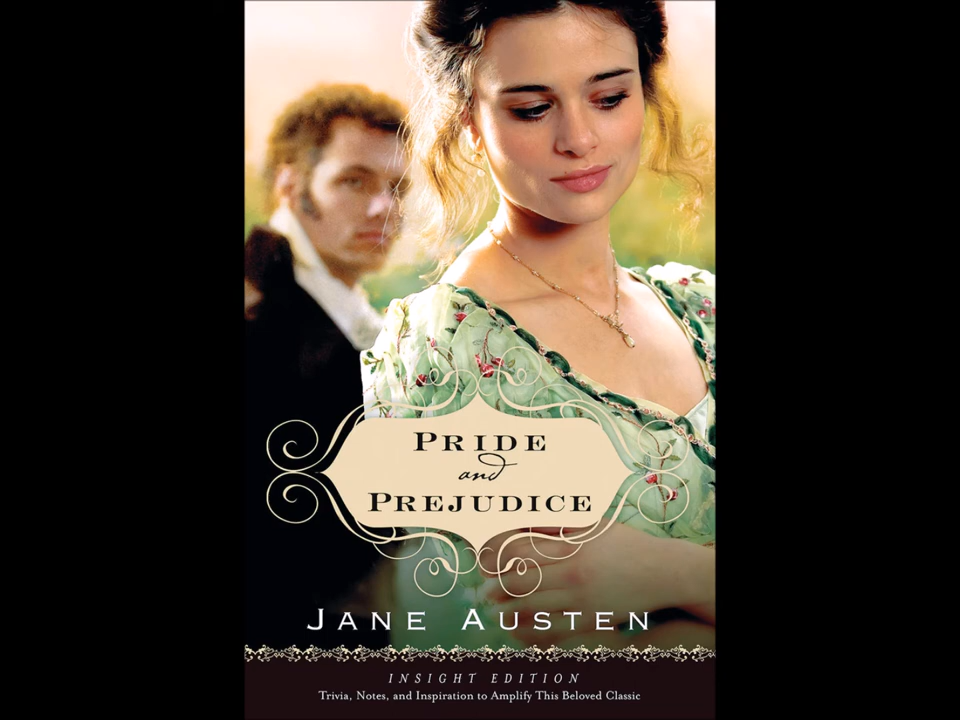 PRIDE
and
PREJUDICE
JANE AUSTEN
INSIGHT EDITION
Trivia, Notes, and Inspiration to Amplify This Beloved Classic